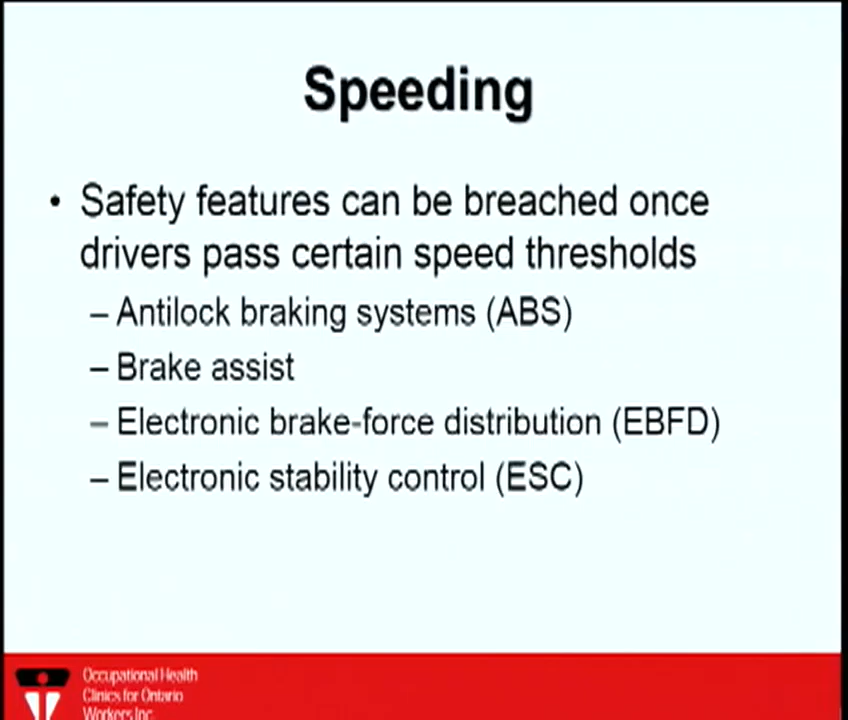 Speeding
• Safety features can be breached once
drivers pass certain speed thresholds
– Antilock braking systems (ABS)
– Brake assist
– Electronic brake-force distribution (EBFD)
– Electronic stability control (ESC)
Occupational Health
Clinics for Ontario
Workers Inc.